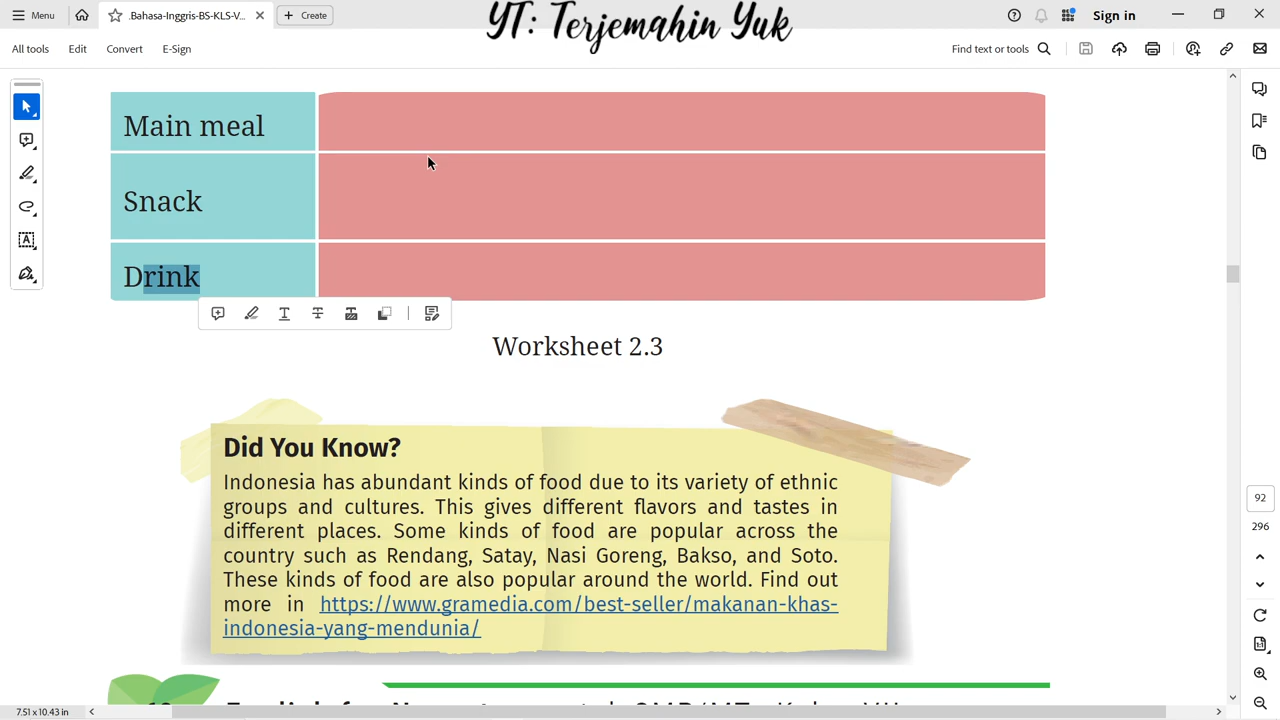 Menu
.Bahasa-Inggris-BS-KLS-V...
Create
YT: Terjemahin Yuk
Sign in
All tools
Edit
Convert
E-Sign
Find text or tools
Main meal
Snack
Drink
Worksheet 2.3
Did You Know?
Indonesia has abundant kinds of food due to its variety of ethnic
groups and cultures. This gives different flavors and tastes in
different places. Some kinds of food are popular across the
country such as Rendang, Satay, Nasi Goreng, Bakso, and Soto.
These kinds of food are also popular around the world. Find out
more in https://www.gramedia.com/best-seller/makanan-khas-
indonesia-yang-mendunia/
92
296
7.51 x 10.43 in